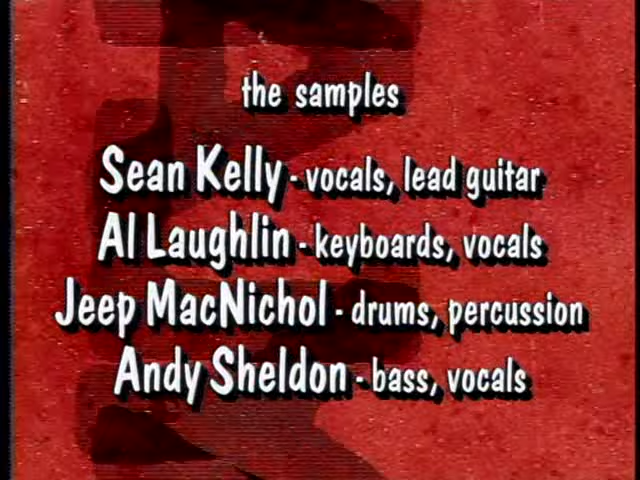 the samples
Sean Kelly - vocals, lead guitar
Al Laughlin - keyboards, vocals
Jeep MacNichol - drums, percussion
Andy Sheldon - bass, vocals